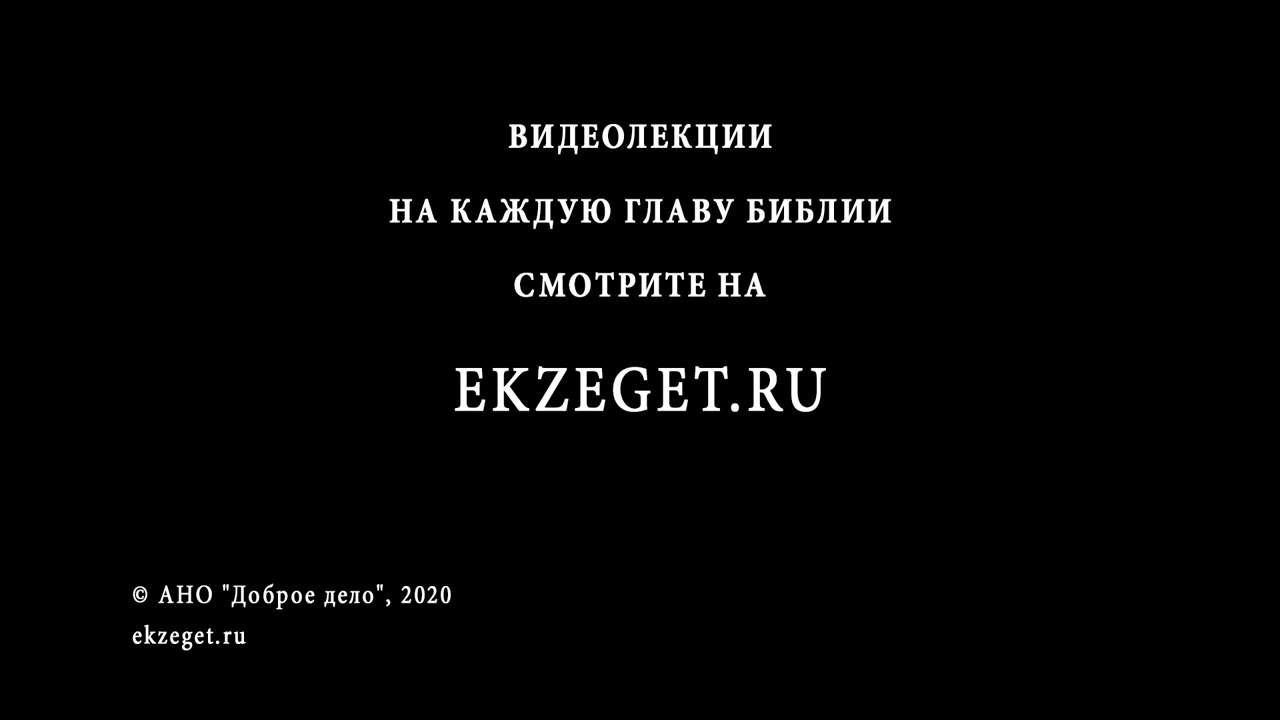 ВИДЕОЛЕКЦИИ
НА КАЖДУЮ ГЛАВУ БИБЛИИ
СМОТРИТЕ НА
EKZEGET.RU
© АНО "Доброе дело", 2020
ekzeget.ru